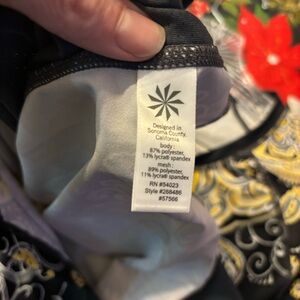 Designed in
Sonoma County,
California
body:
87% polyester,
13% lycra® spandex
mesh:
89% polyester,
11% lycra® spandex
RN #54023
Style #268486
#57566